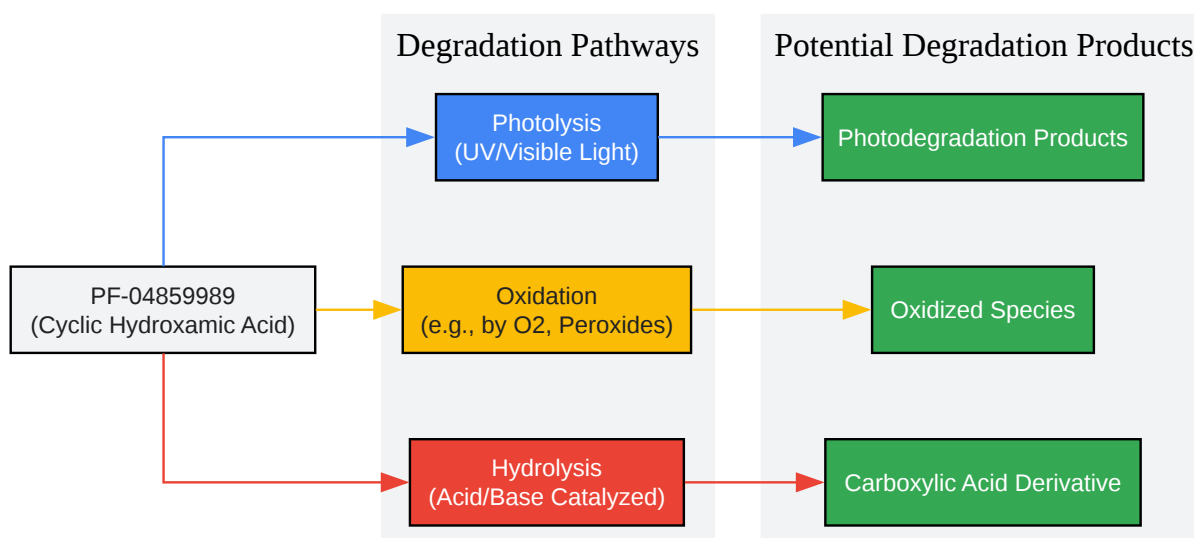 Degradation Pathways
Potential Degradation Products
Photolysis
(UV/Visible Light)
Photodegradation Products
PF-04859989
(Cyclic Hydroxamic Acid)
Oxidation
(e.g., by O2, Peroxides)
Oxidized Species
Hydrolysis
(Acid/Base Catalyzed)
Carboxylic Acid Derivative